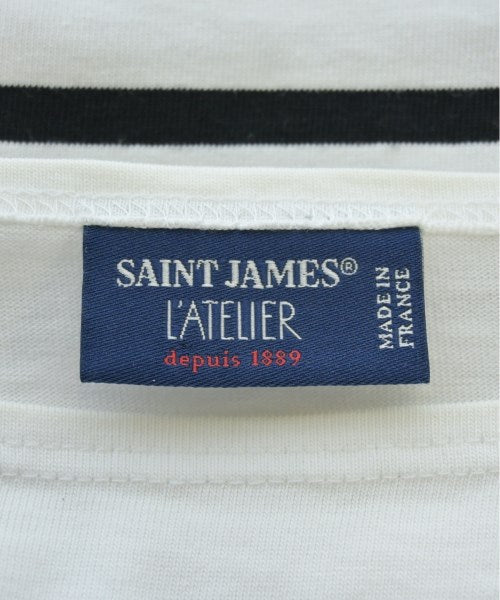 SAINT JAMES®
L'ATELIER
depuis 1889
MADE IN
FRANCE